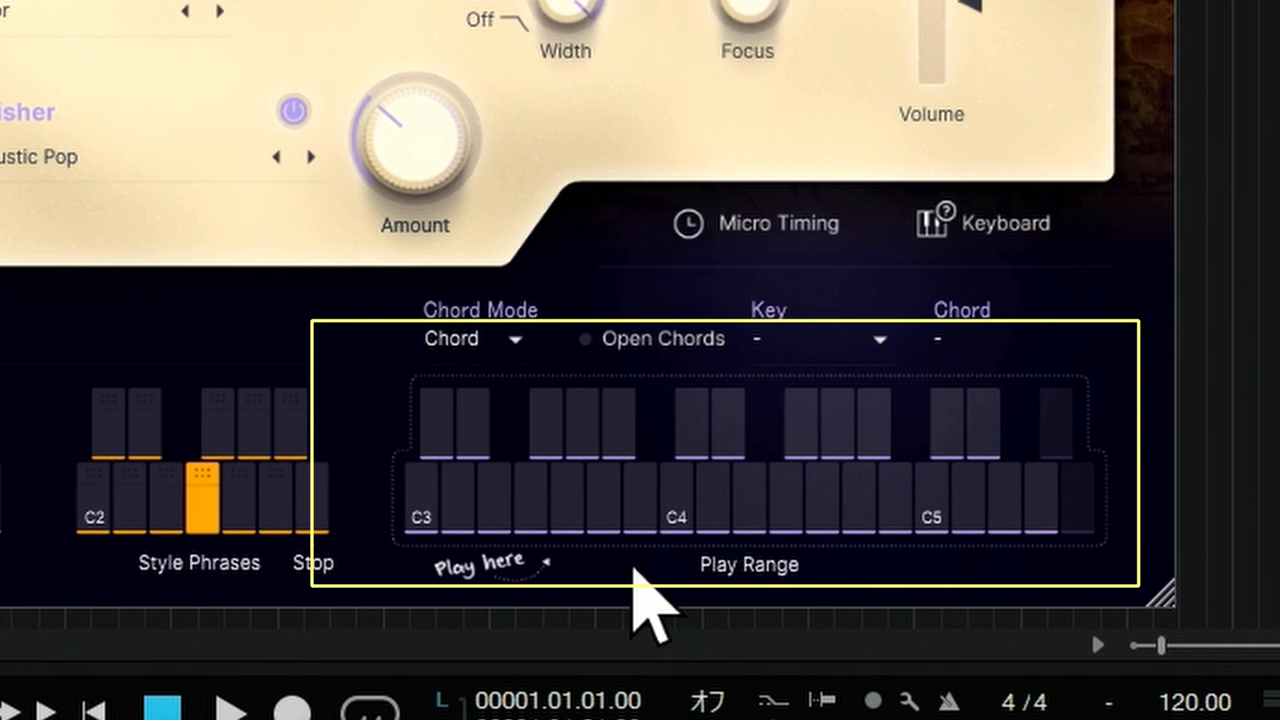 Off
Width
Focus
Volume
isher
ustic Pop
Amount
Micro Timing
? Keyboard
Chord Mode Key Chord
Chord Open Chords - -
C2 C3 C4 C5
Style Phrases Stop Play here Play Range
L 00001.01.01.00 オフ 4 / 4 - 120.00